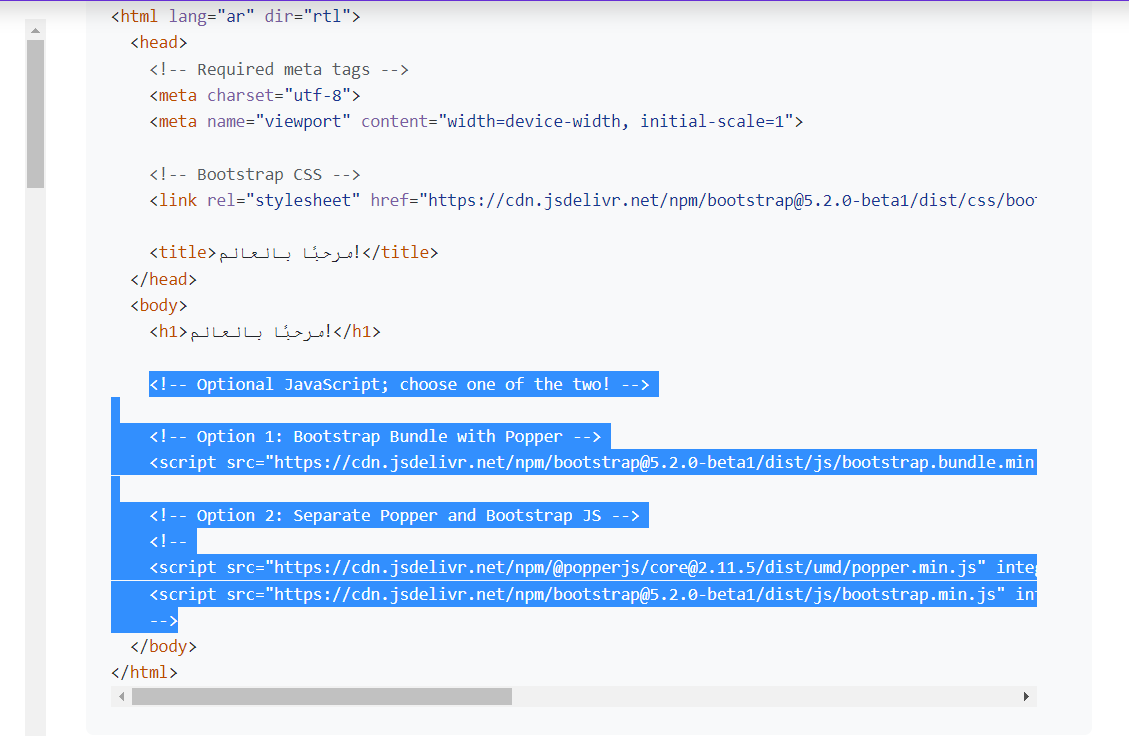 <html lang="ar" dir="rtl">
<head>
<!-- Required meta tags -->
<meta charset="utf-8">
<meta name="viewport" content="width=device-width, initial-scale=1">
<!-- Bootstrap CSS -->
<link rel="stylesheet" href="https://cdn.jsdelivr.net/npm/bootstrap@5.2.0-beta1/dist/css/boo
<title>مرحبًا بالعالم!</title>
</head>
<body>
<h1>مرحبًا بالعالم!</h1>
<!-- Optional JavaScript; choose one of the two! -->
<!-- Option 1: Bootstrap Bundle with Popper -->
<script src="https://cdn.jsdelivr.net/npm/bootstrap@5.2.0-beta1/dist/js/bootstrap.bundle.min
<!-- Option 2: Separate Popper and Bootstrap JS -->
<!--
<script src="https://cdn.jsdelivr.net/npm/@popperjs/core@2.11.5/dist/umd/popper.min.js" integ
<script src="https://cdn.jsdelivr.net/npm/bootstrap@5.2.0-beta1/dist/js/bootstrap.min.js" in
-->
</body>
</html>